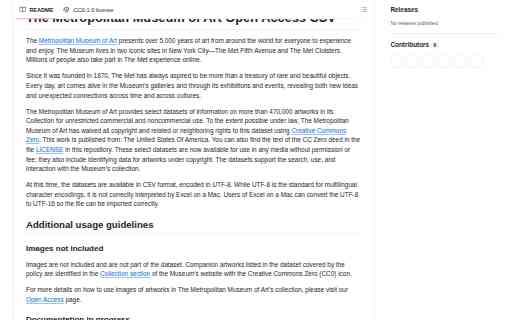 README
CC0-1.0 license
The Metropolitan Museum of Art Open Access CSV
The Metropolitan Museum of Art presents over 5,000 years of art from around the world for everyone to experience
and enjoy. The Museum lives in two iconic sites in New York City—The Met Fifth Avenue and The Met Cloisters.
Millions of people also take part in The Met experience online.
Since it was founded in 1870, The Met has always aspired to be more than a treasury of rare and beautiful objects.
Every day, art comes alive in the Museum's galleries and through its exhibitions and events, revealing both new ideas
and unexpected connections across time and across cultures.
The Metropolitan Museum of Art provides select datasets of information on more than 470,000 artworks in its
Collection for unrestricted commercial and noncommercial use. To the extent possible under law, The Metropolitan
Museum of Art has waived all copyright and related or neighboring rights to this dataset using Creative Commons
Zero. This work is published from: The United States Of America. You can also find the text of the CC Zero deed in the
file LICENSE in this repository. These select datasets are now available for use in any media without permission or
fee; they also include identifying data for artworks under copyright. The datasets support the search, use, and
interaction with the Museum's collection.
At this time, the datasets are available in CSV format, encoded in UTF-8. While UTF-8 is the standard for multilingual
character encodings, it is not correctly interpreted by Excel on a Mac. Users of Excel on a Mac can convert the UTF-8
to UTF-16 so the file can be imported correctly.
Additional usage guidelines
Images not included
Images are not included and are not part of the dataset. Companion artworks listed in the dataset covered by the
policy are identified in the Collection section of the Museum's website with the Creative Commons Zero (CC0) icon.
For more details on how to use images of artworks in The Metropolitan Museum of Art's collection, please visit our
Open Access page.
Documentation in progress
Releases
No releases published
Contributors 6